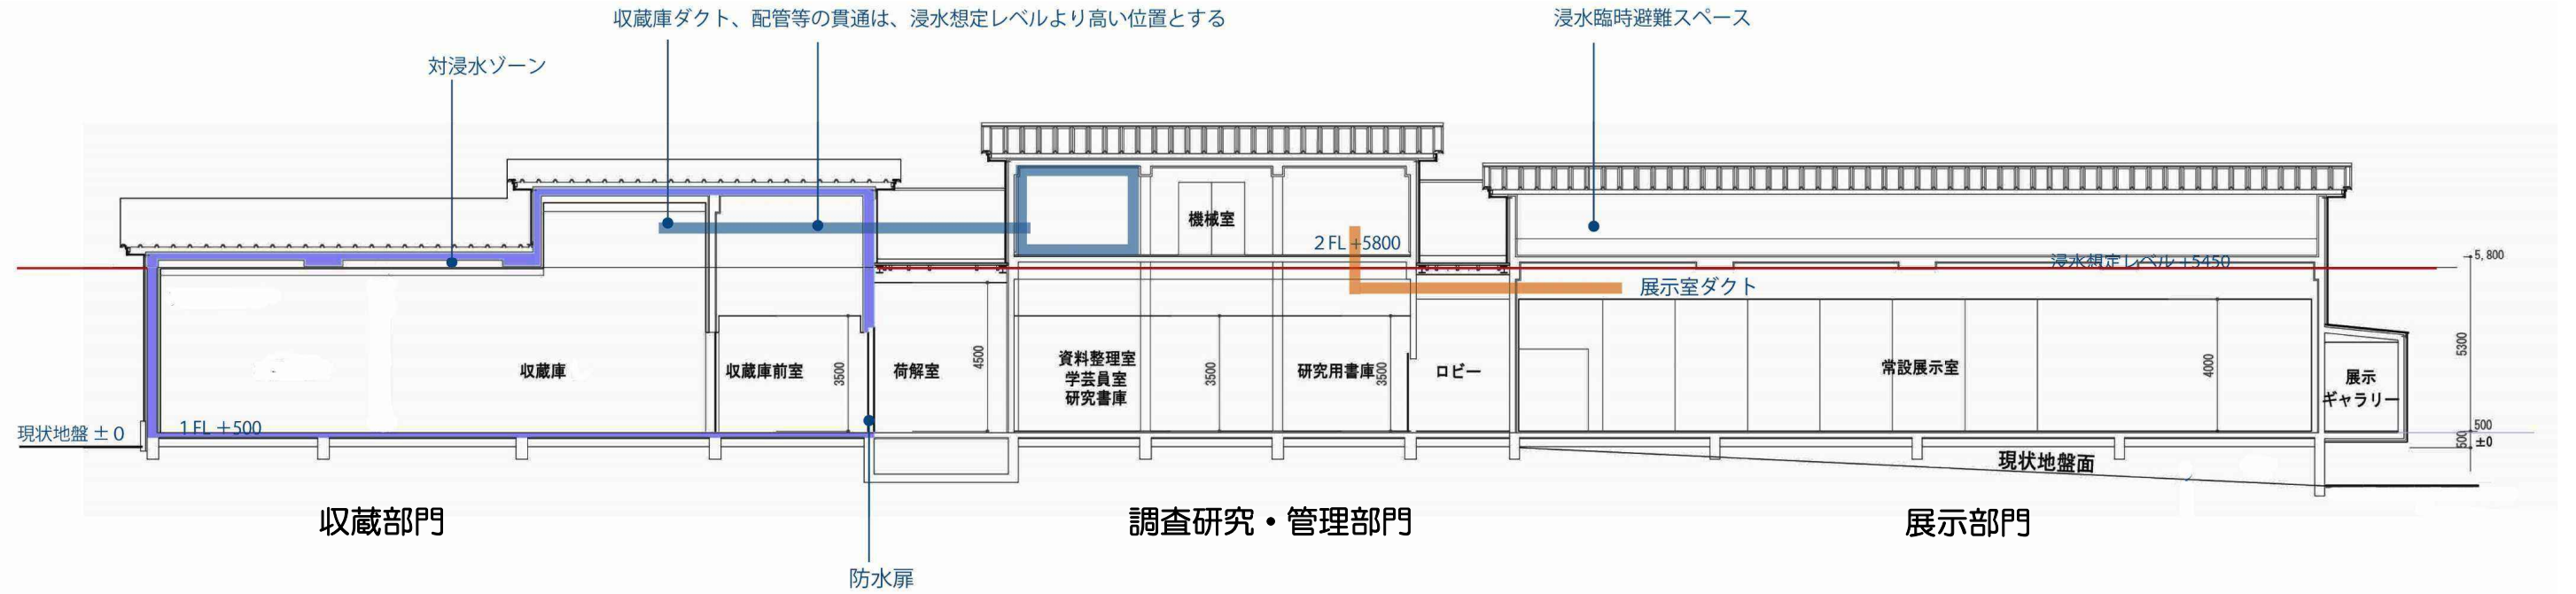 収蔵庫ダクト、配管等の貫通は、浸水想定レベルより高い位置とする
浸水臨時避難スペース
対浸水ゾーン
機械室
2FL +5800
浸水想定レベル +5450
5,800
展示室ダクト
収蔵庫
収蔵庫前室
3500
荷解室
4500
資料整理室
学芸員室
研究書庫
3500
研究用書庫
3500
ロビー
常設展示室
4000
展示
ギャラリー
5300
現状地盤 ±0
1FL +500
500
500
±0
現状地盤面
収蔵部門
調査研究・管理部門
展示部門
防水扉